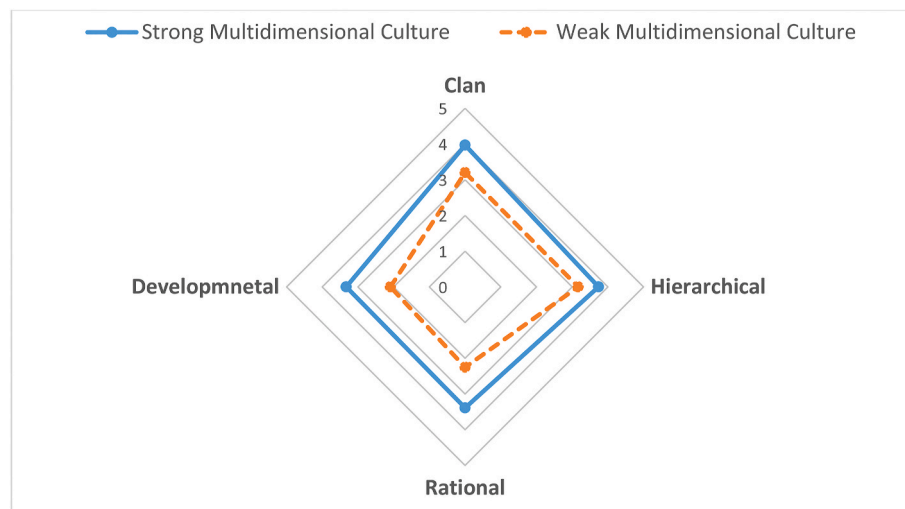 Strong Multidimensional Culture
Weak Multidimensional Culture
Clan
5
4
3
2
1
0
Developmnetal
Hierarchical
Rational